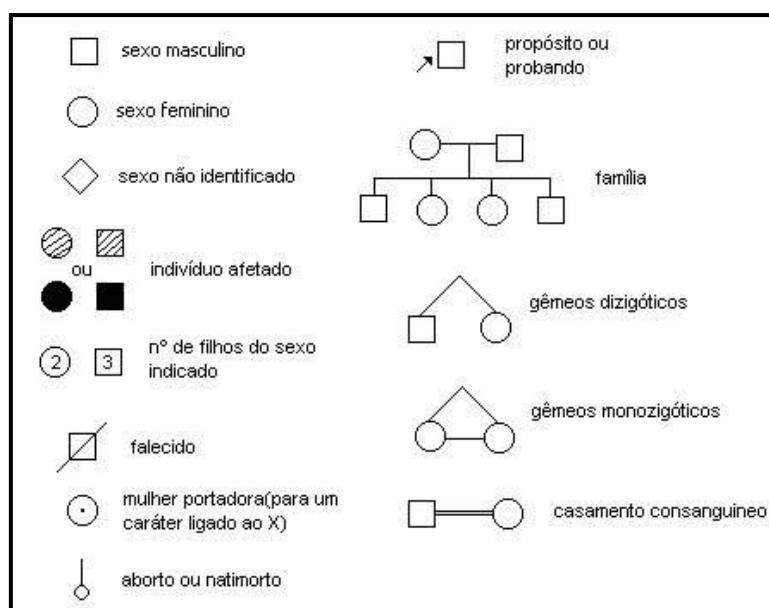 sexo masculino
sexo feminino
sexo não identificado
ou
indivíduo afetado
2
3
nº de filhos do sexo
indicado
falecido
mulher portadora(para um
caráter ligado ao X)
aborto ou natimorto
propósito ou
probando
família
gêmeos dizigóticos
gêmeos monozigóticos
casamento consanguineo